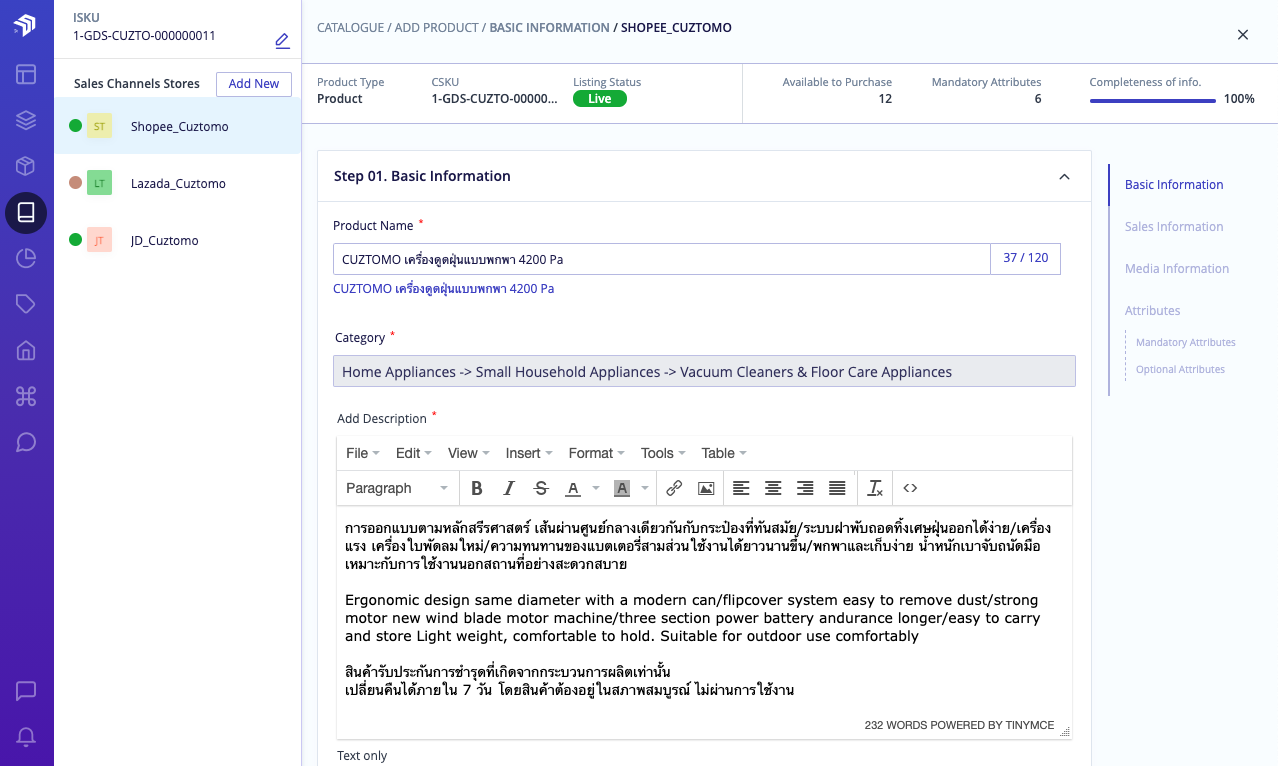 ISKU
1-GDS-CUZTO-000000011
Sales Channels Stores
Add New
ST
Shopee_Cuztomo
LT
Lazada_Cuztomo
JT
JD_Cuztomo
CATALOGUE / ADD PRODUCT / BASIC INFORMATION / SHOPEE_CUZTOMO
Product Type
Product
CSKU
1-GDS-CUZTO-00000...
Listing Status
Live
Available to Purchase
12
Mandatory Attributes
6
Completeness of info.
100%
Step 01. Basic Information
Product Name *
CUZTOMO เครื่องดูดฝุ่นแบบพกพา 4200 Pa
37 / 120
CUZTOMO เครื่องดูดฝุ่นแบบพกพา 4200 Pa
Category *
Home Appliances -> Small Household Appliances -> Vacuum Cleaners & Floor Care Appliances
Add Description *
File Edit View Insert Format Tools Table
Paragraph B I S A A
การออกแบบตามหลักสรีรศาสตร์ เส้นผ่านศูนย์กลางเดียวกันกับกระป๋องที่ทันสมัย/ระบบฝาพับถอดทิ้งเศษฝุ่นออกได้ง่าย/เครื่อง
แรง เครื่องใบพัดลมใหม่/ความทนทานของแบตเตอรี่สามส่วนใช้งานได้ยาวนานขึ้น/พกพาและเก็บง่าย น้ำหนักเบาจับถนัดมือ
เหมาะกับการใช้งานนอกสถานที่อย่างสะดวกสบาย
Ergonomic design same diameter with a modern can/flipcover system easy to remove dust/strong
motor new wind blade motor machine/three section power battery andurance longer/easy to carry
and store Light weight, comfortable to hold. Suitable for outdoor use comfortably
สินค้ารับประกันการชำรุดที่เกิดจากกระบวนการผลิตเท่านั้น
เปลี่ยนคืนได้ภายใน 7 วัน โดยสินค้าต้องอยู่ในสภาพสมบูรณ์ ไม่ผ่านการใช้งาน
232 WORDS POWERED BY TINYMCE
Text only
Basic Information
Sales Information
Media Information
Attributes
Mandatory Attributes
Optional Attributes